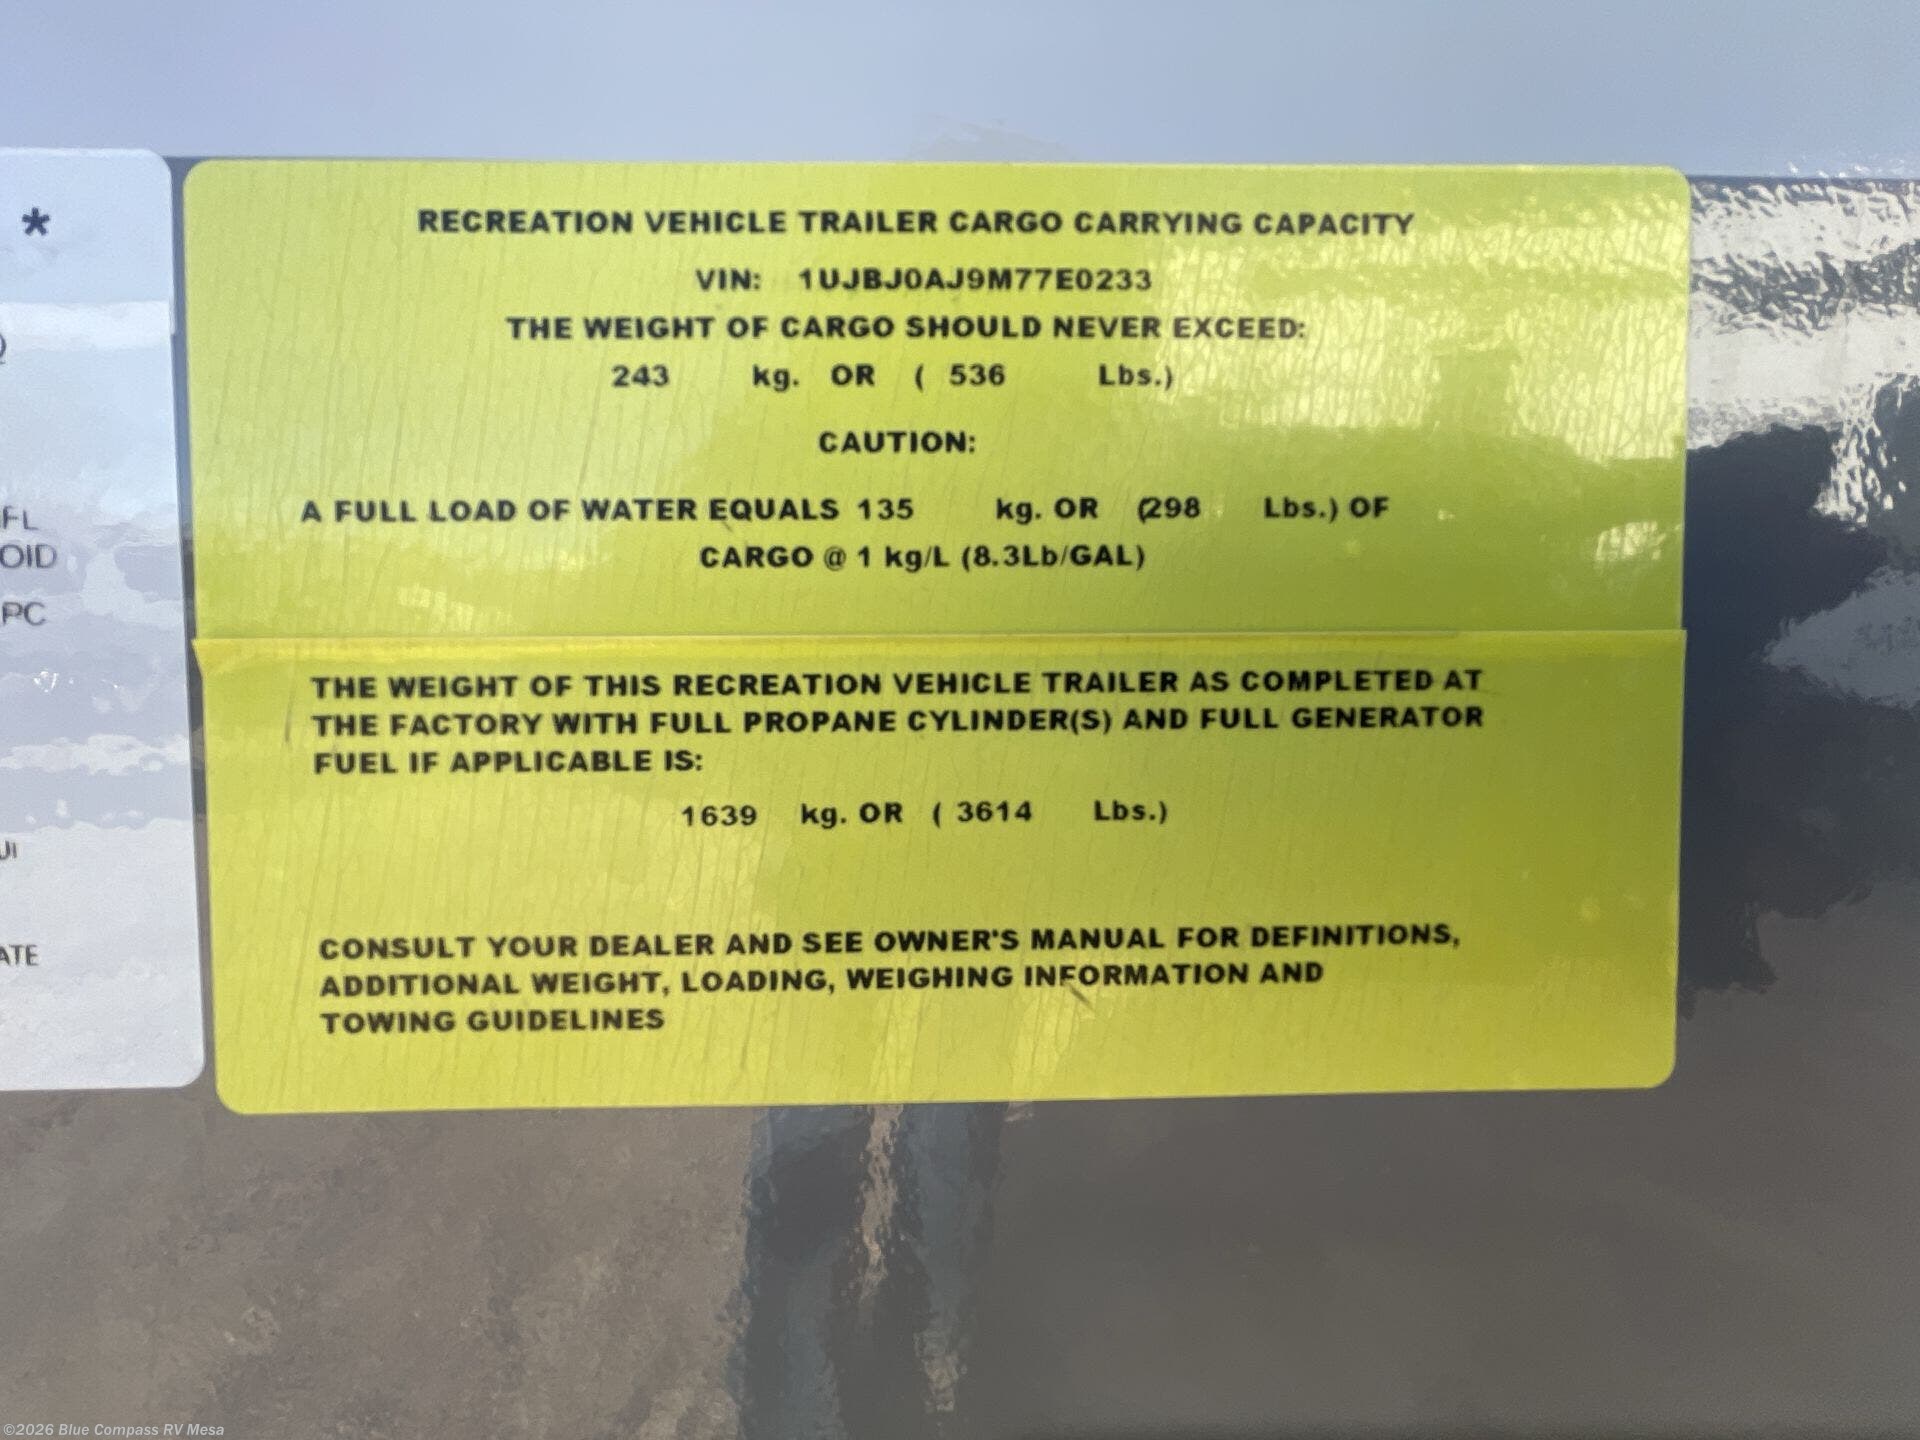 *
FL
OID
PC
UI
ATE
RECREATION VEHICLE TRAILER CARGO CARRYING CAPACITY
VIN: 1UJBJ0AJ9M77E0233
THE WEIGHT OF CARGO SHOULD NEVER EXCEED:
243 kg. OR ( 536 Lbs.)
CAUTION:
A FULL LOAD OF WATER EQUALS 135 kg. OR (298 Lbs.) OF
CARGO @ 1 kg/L (8.3Lb/GAL)
THE WEIGHT OF THIS RECREATION VEHICLE TRAILER AS COMPLETED AT
THE FACTORY WITH FULL PROPANE CYLINDER(S) AND FULL GENERATOR
FUEL IF APPLICABLE IS:
1639 kg. OR ( 3614 Lbs.)
CONSULT YOUR DEALER AND SEE OWNER'S MANUAL FOR DEFINITIONS,
ADDITIONAL WEIGHT, LOADING, WEIGHING INFORMATION AND
TOWING GUIDELINES
©2026 Blue Compass RV Mesa